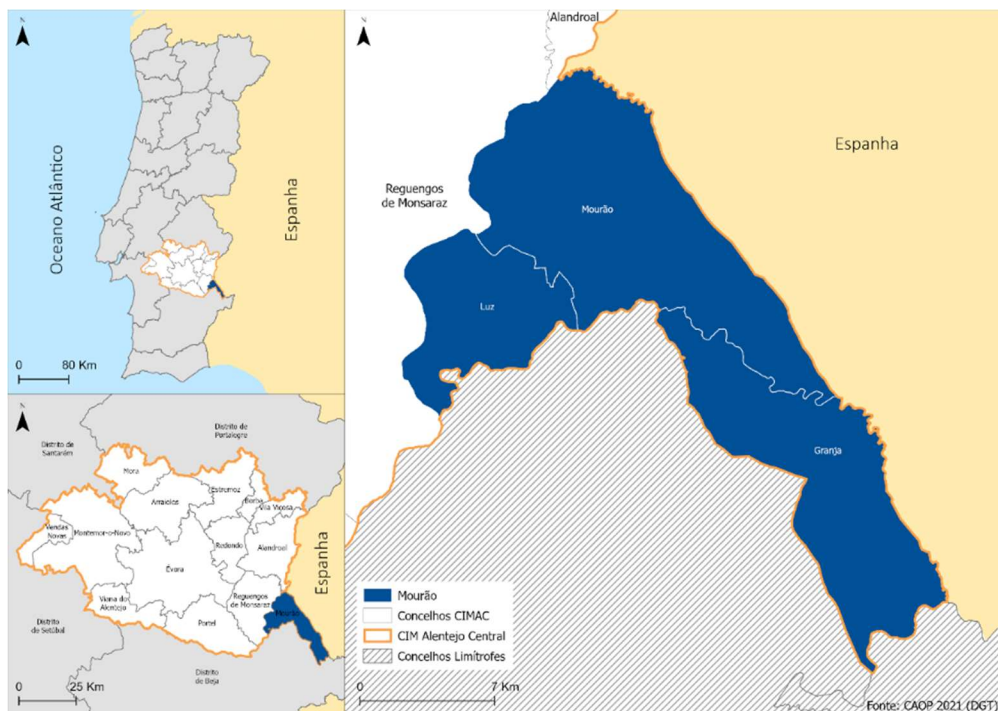 N
Oceano Atlântico
Espanha
0 80 Km
N
Distrito de
Santarém
Distrito de
Portalegre
Mora
Arraiolos
Estremoz
Borba
Vila Viçosa
Vendas
Novas
Montemor-o-Novo
Redondo
Alandroal
Évora
Espanha
Reguengos
de Monsaraz
Viana do
Alentejo
Portel
Mourão
Distrito
de Setúbal
Distrito
de Beja
0 25 Km
N
Alandroal
Espanha
Reguengos
de Monsaraz
Mourão
Luz
Granja
Mourão
Concelhos CIMAC
CIM Alentejo Central
Concelhos Limítrofes
0 7 Km
Fonte: CAOP 2021 (DGT)